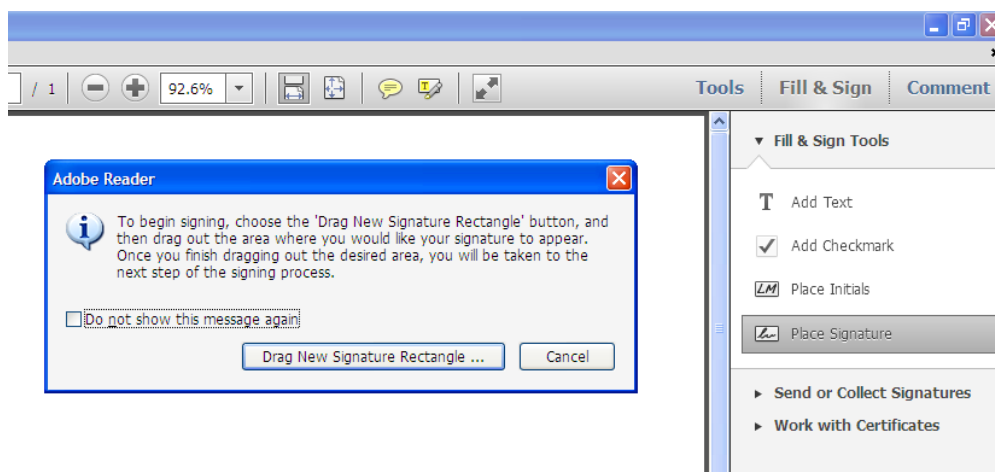 / 1
92.6%
Tools
Fill & Sign
Comment
Fill & Sign Tools
Add Text
Add Checkmark
LM Place Initials
Place Signature
Send or Collect Signatures
Work with Certificates
Adobe Reader
To begin signing, choose the 'Drag New Signature Rectangle' button, and
then drag out the area where you would like your signature to appear.
Once you finish dragging out the desired area, you will be taken to the
next step of the signing process.
Do not show this message again
Drag New Signature Rectangle ...
Cancel